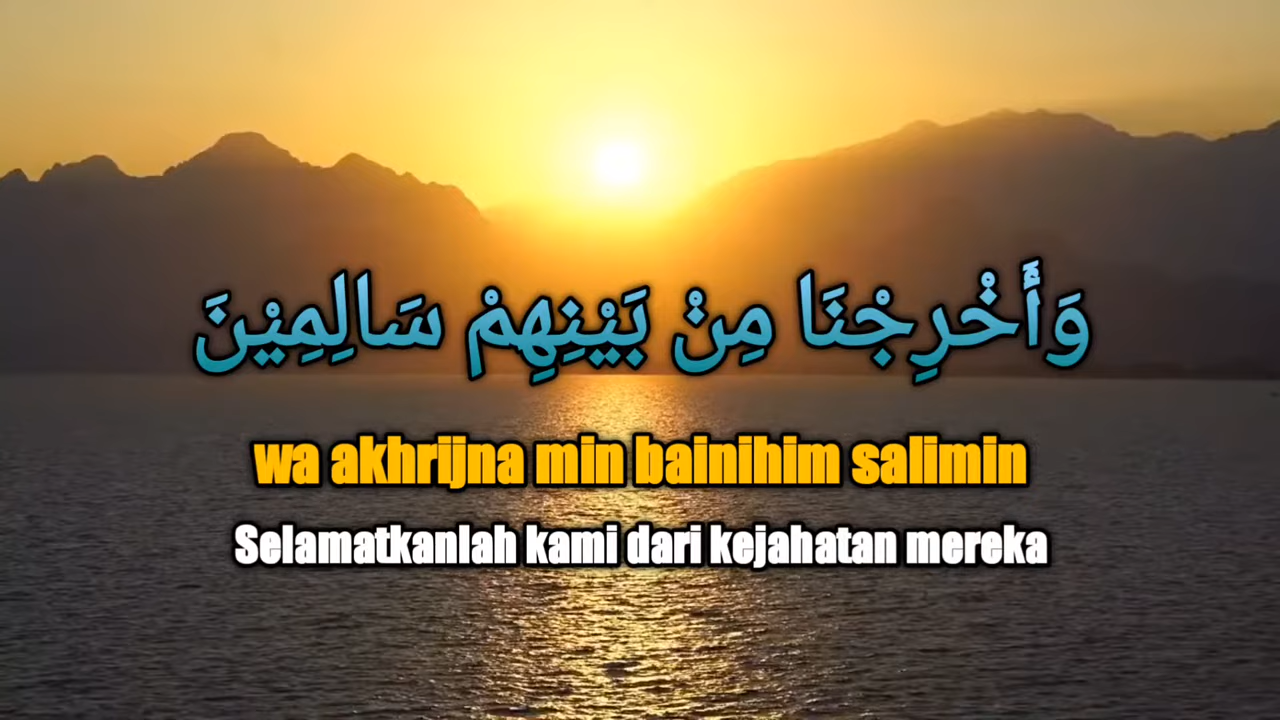 وَأَخْرِجْنَا مِنْ بَيْنِهِمْ سَالِمِيْنَ
wa akhrijna min bainihim salimin
Selamatkanlah kami dari kejahatan mereka